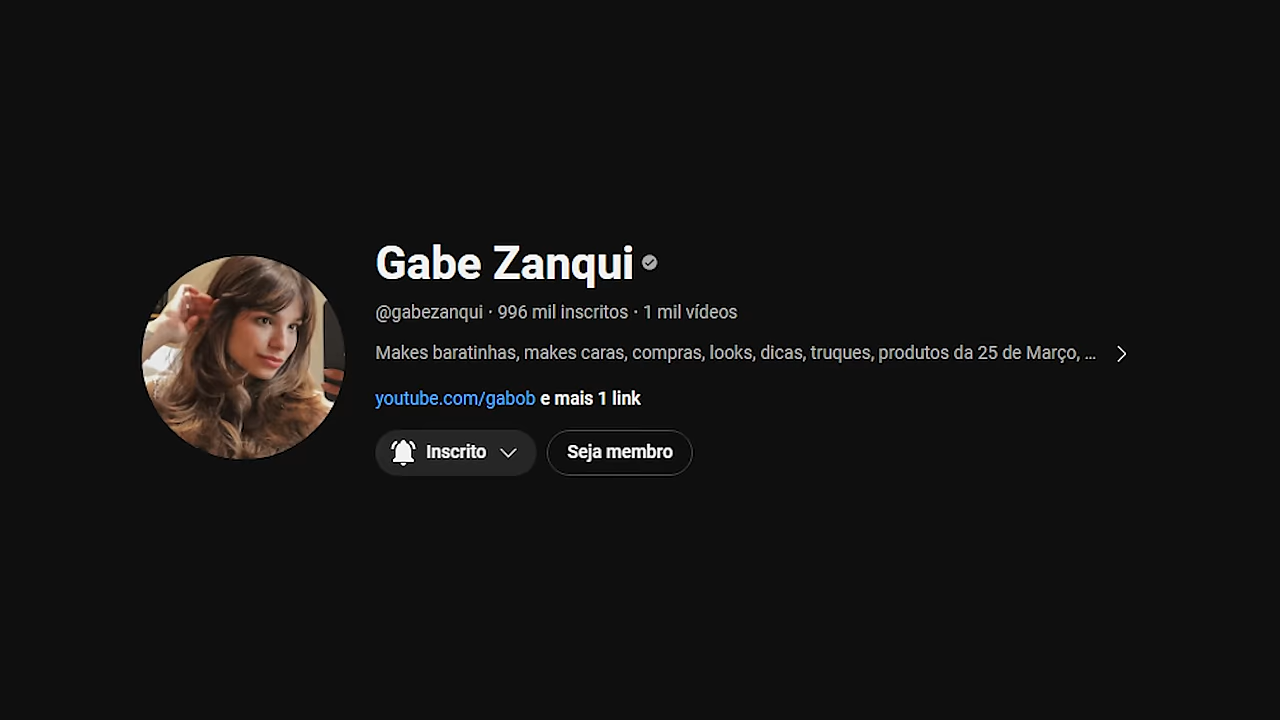 Gabe Zanqui
@gabezanqui · 996 mil inscritos · 1 mil vídeos
Makes baratinhas, makes caras, compras, looks, dicas, truques, produtos da 25 de Março, ...
youtube.com/gabob e mais 1 link
Inscrito Seja membro